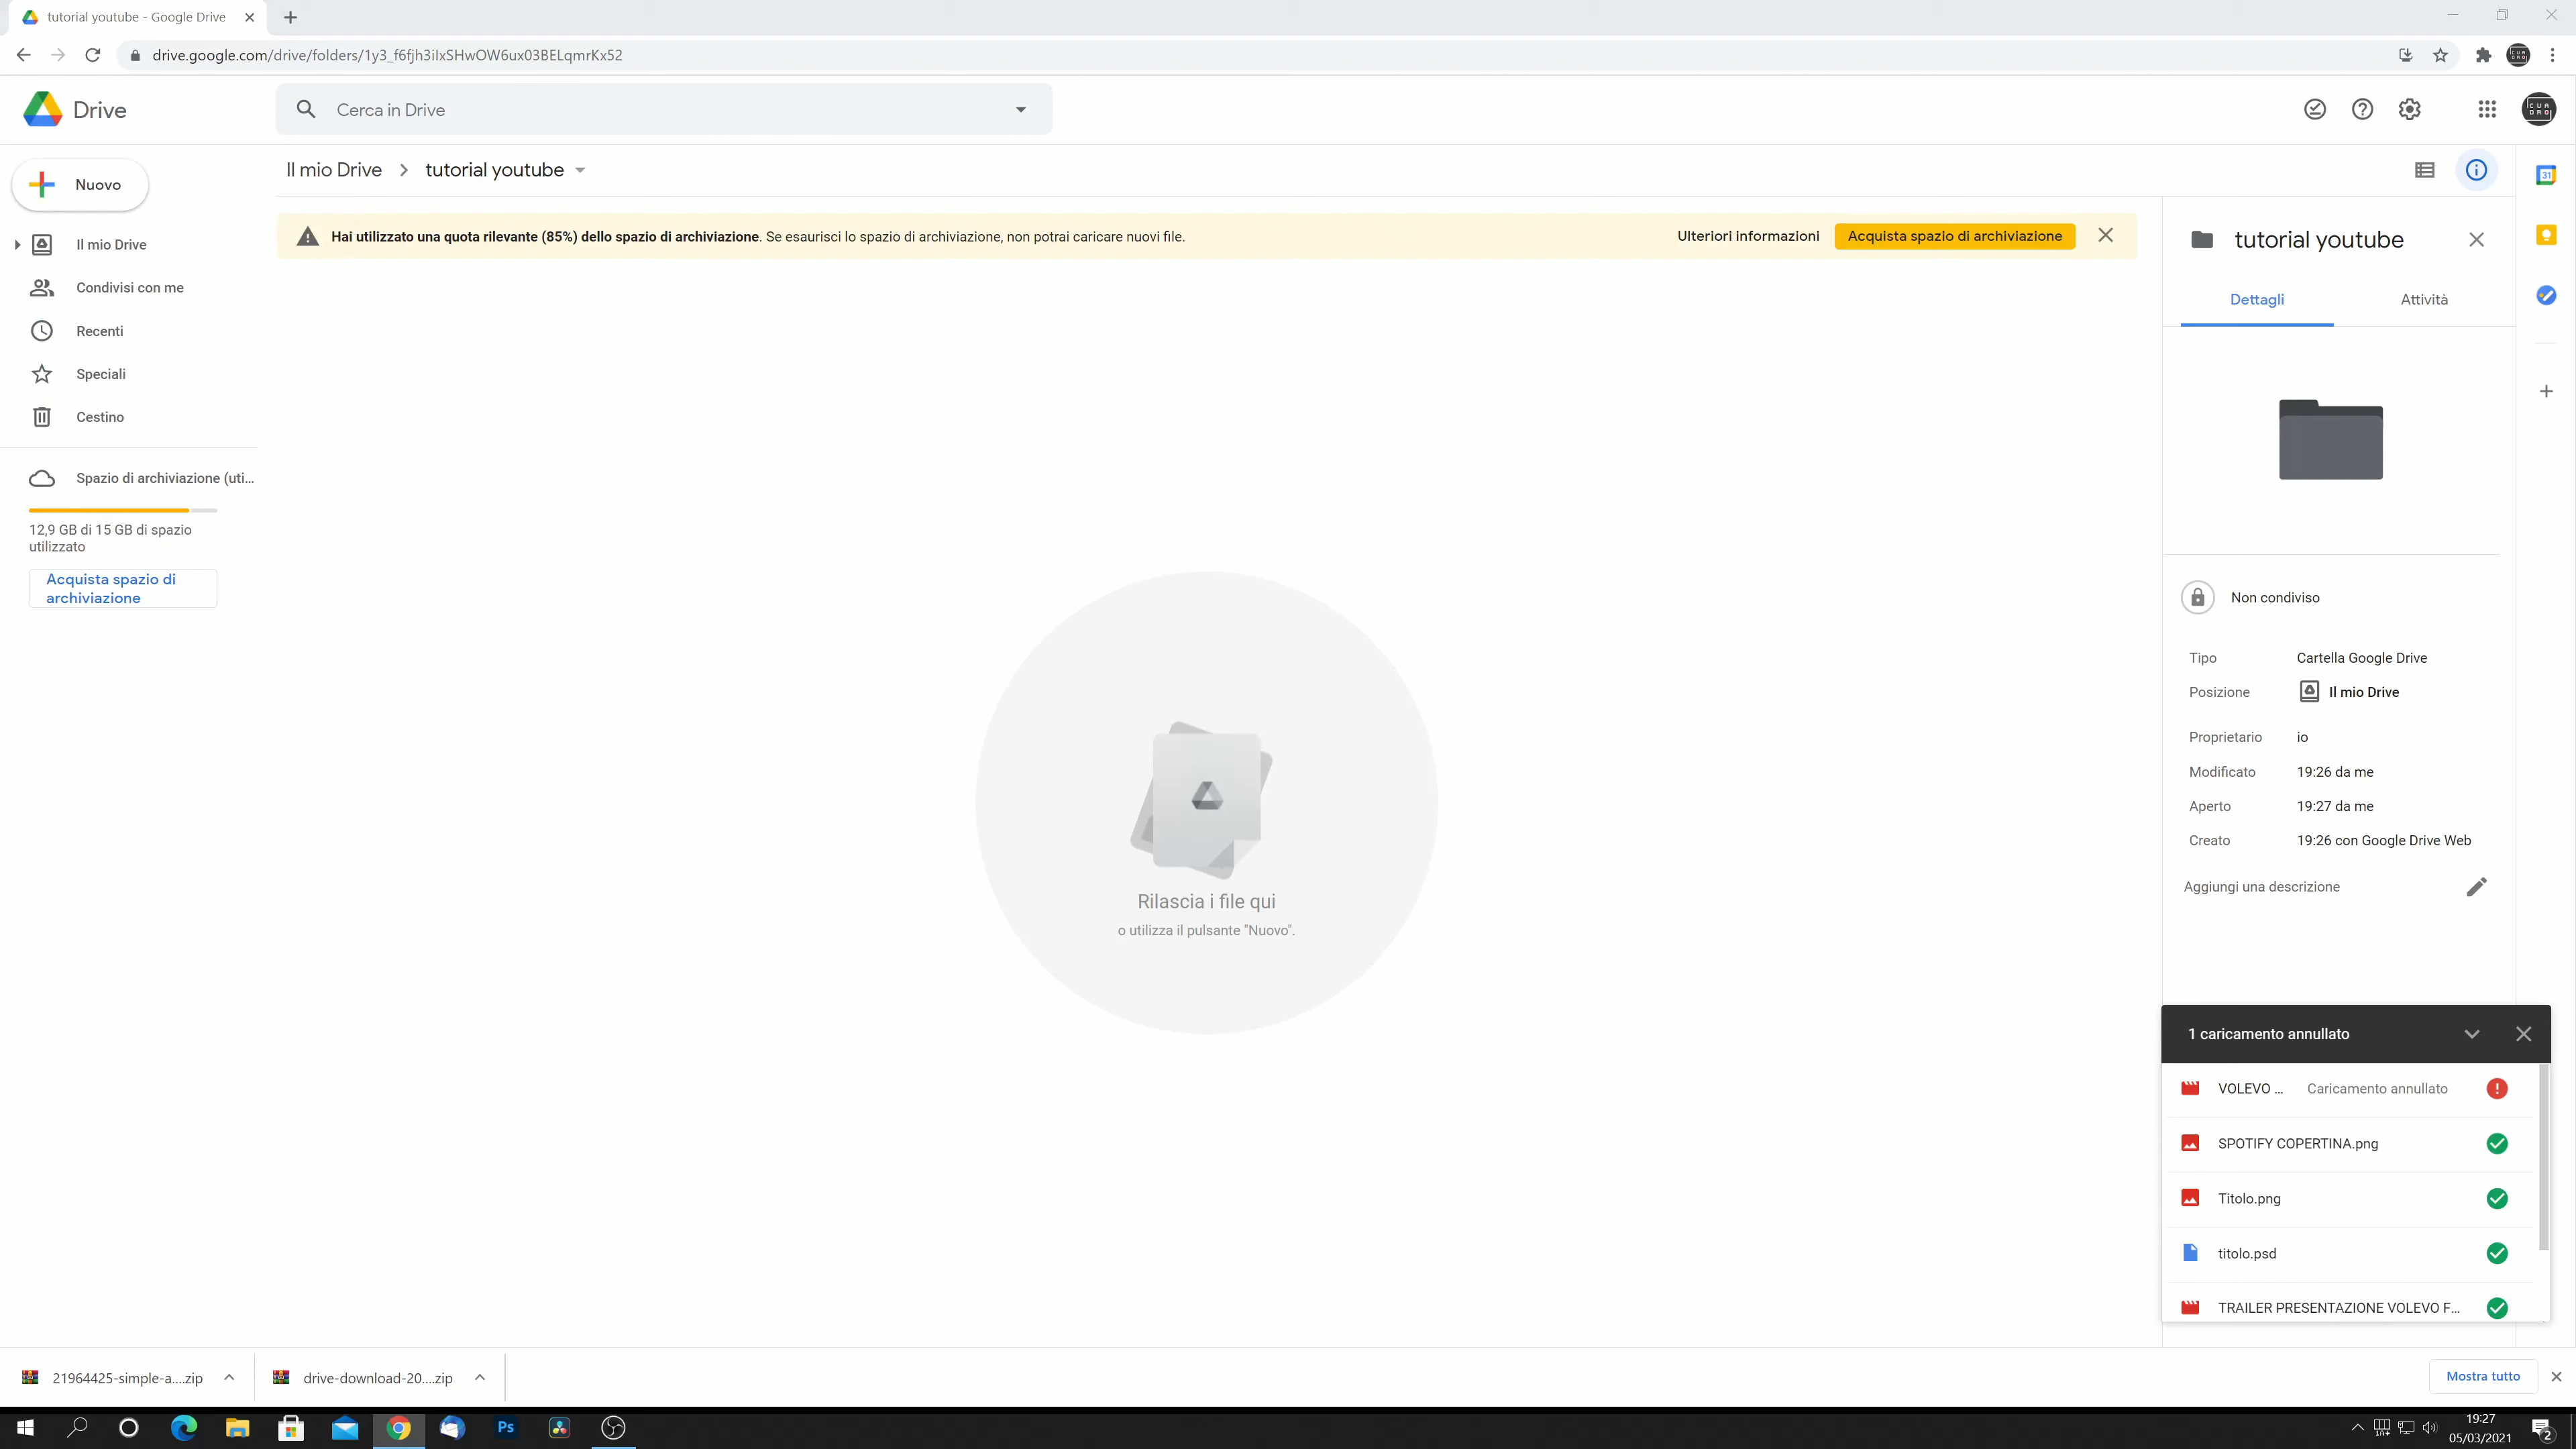 tutorial youtube - Google Drive
drive.google.com/drive/folders/1y3_f6fjh3iIxSHwOW6ux03BELqmrKx52
Drive
Cerca in Drive
Nuovo
Il mio Drive
Condivisi con me
Recenti
Speciali
Cestino
Spazio di archiviazione (uti...
12,9 GB di 15 GB di spazio
utilizzato
Acquista spazio di
archiviazione
Il mio Drive
tutorial youtube
Hai utilizzato una quota rilevante (85%) dello spazio di archiviazione. Se esaurisci lo spazio di archiviazione, non potrai caricare nuovi file.
Ulteriori informazioni
Acquista spazio di archiviazione
Rilascia i file qui
o utilizza il pulsante "Nuovo".
tutorial youtube
Dettagli
Attività
Non condiviso
Tipo Cartella Google Drive
Posizione Il mio Drive
Proprietario io
Modificato 19:26 da me
Aperto 19:27 da me
Creato 19:26 con Google Drive Web
Aggiungi una descrizione
31
1 caricamento annullato
VOLEVO ... Caricamento annullato
SPOTIFY COPERTINA.png
Titolo.png
titolo.psd
TRAILER PRESENTAZIONE VOLEVO F...
21964425-simple-a....zip
drive-download-20....zip
Mostra tutto
Ps
19:27
05/03/2021
2